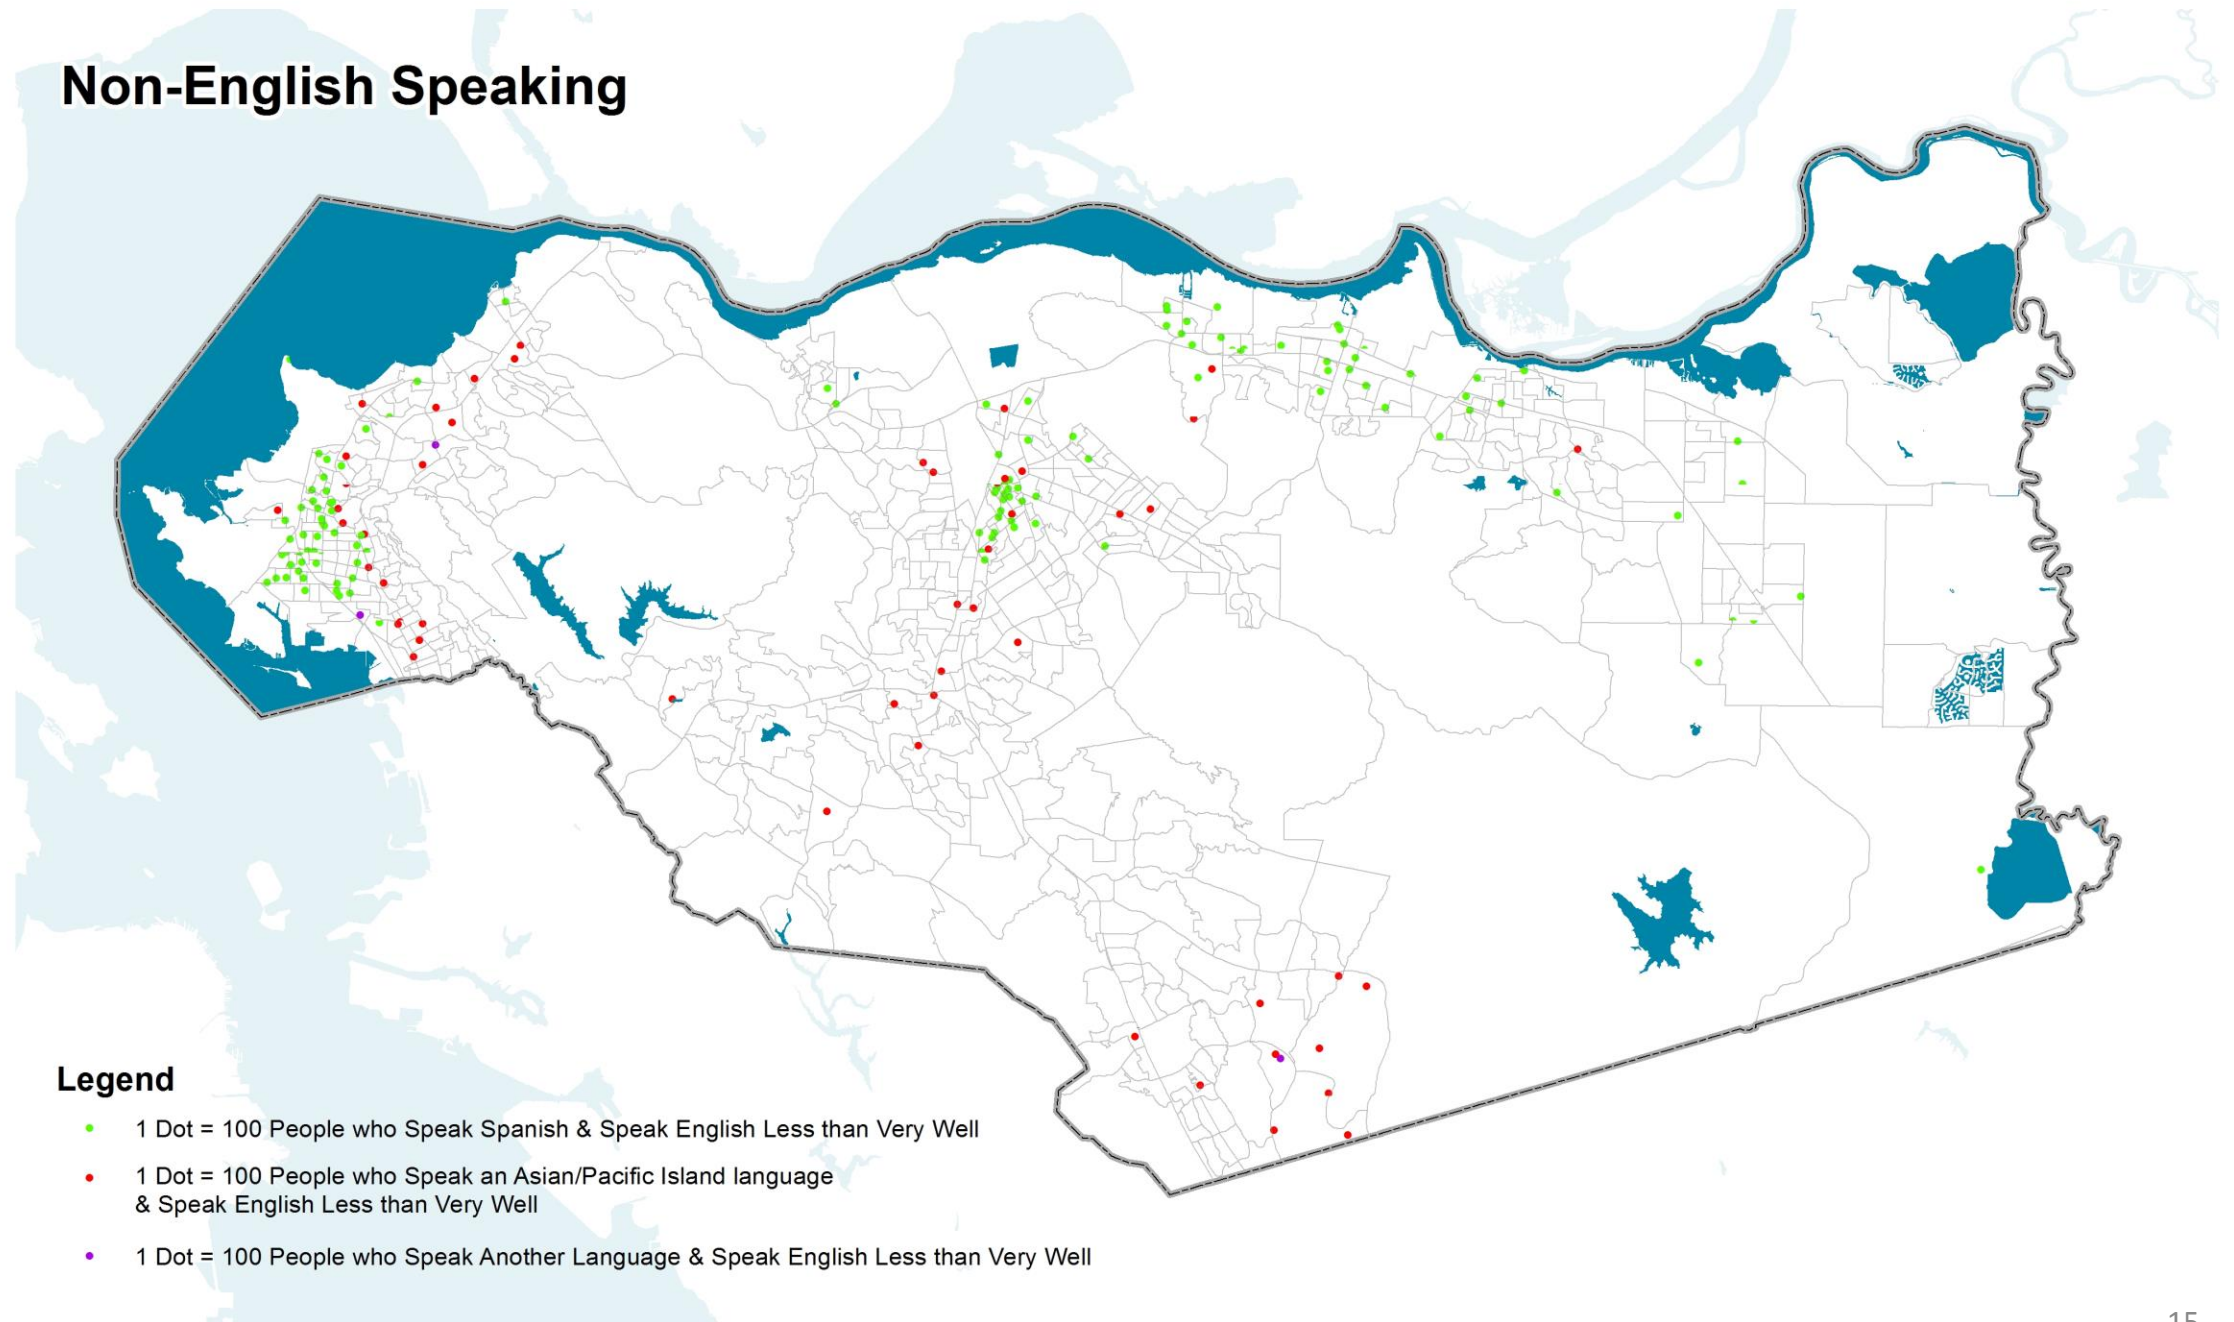 Non-English Speaking
Legend
1 Dot = 100 People who Speak Spanish & Speak English Less than Very Well
1 Dot = 100 People who Speak an Asian/Pacific Island language
& Speak English Less than Very Well
1 Dot = 100 People who Speak Another Language & Speak English Less than Very Well
15